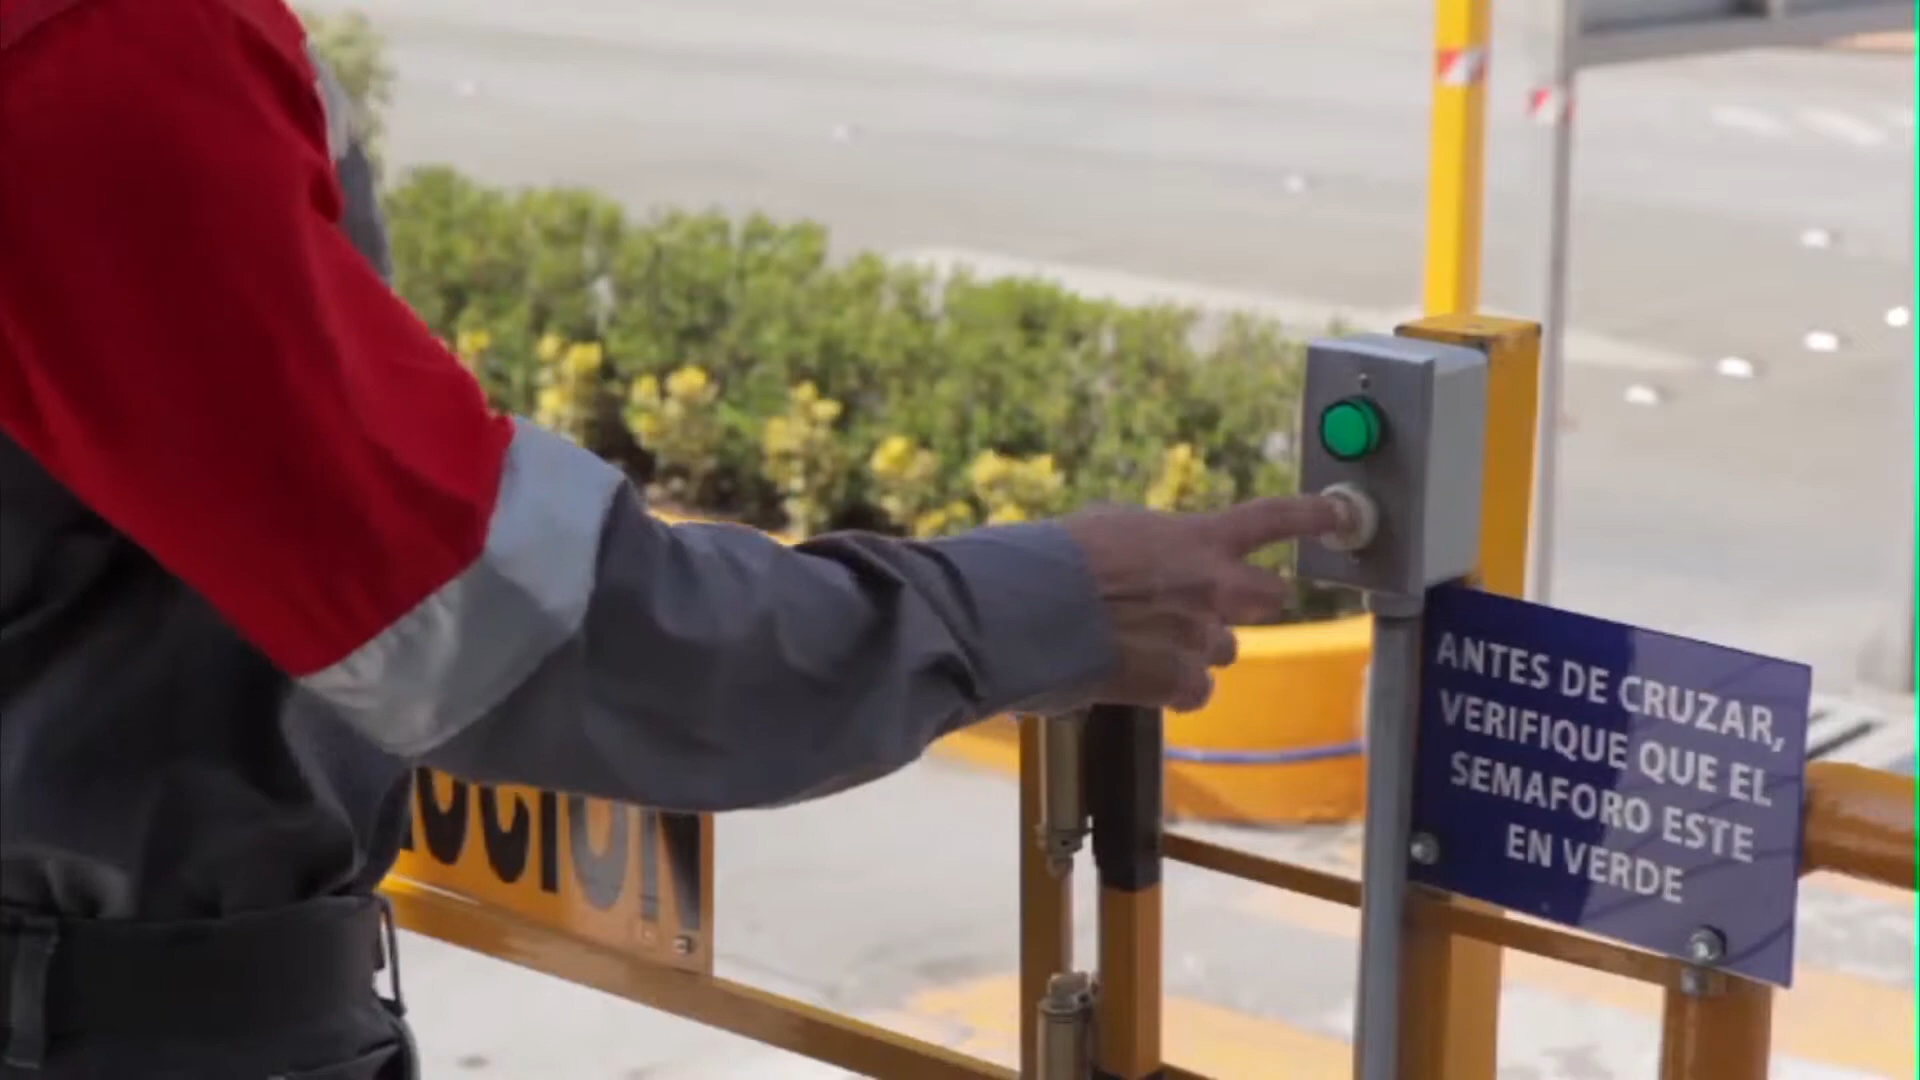 ANTES DE CRUZAR,
VERIFIQUE QUE EL
SEMAFORO ESTE
EN VERDE